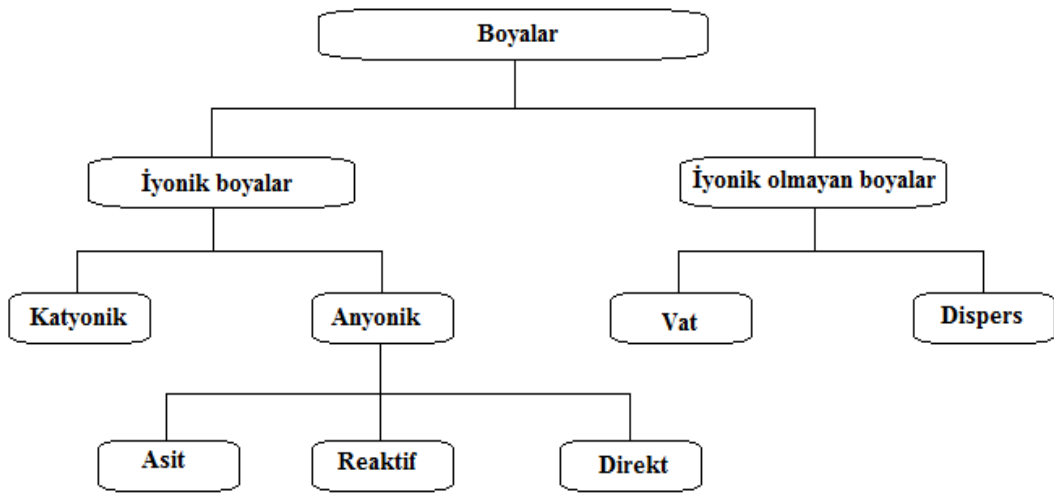 Boyalar
İyonik boyalar
İyonik olmayan boyalar
Katyonik
Anyonik
Vat
Dispers
Asit
Reaktif
Direkt